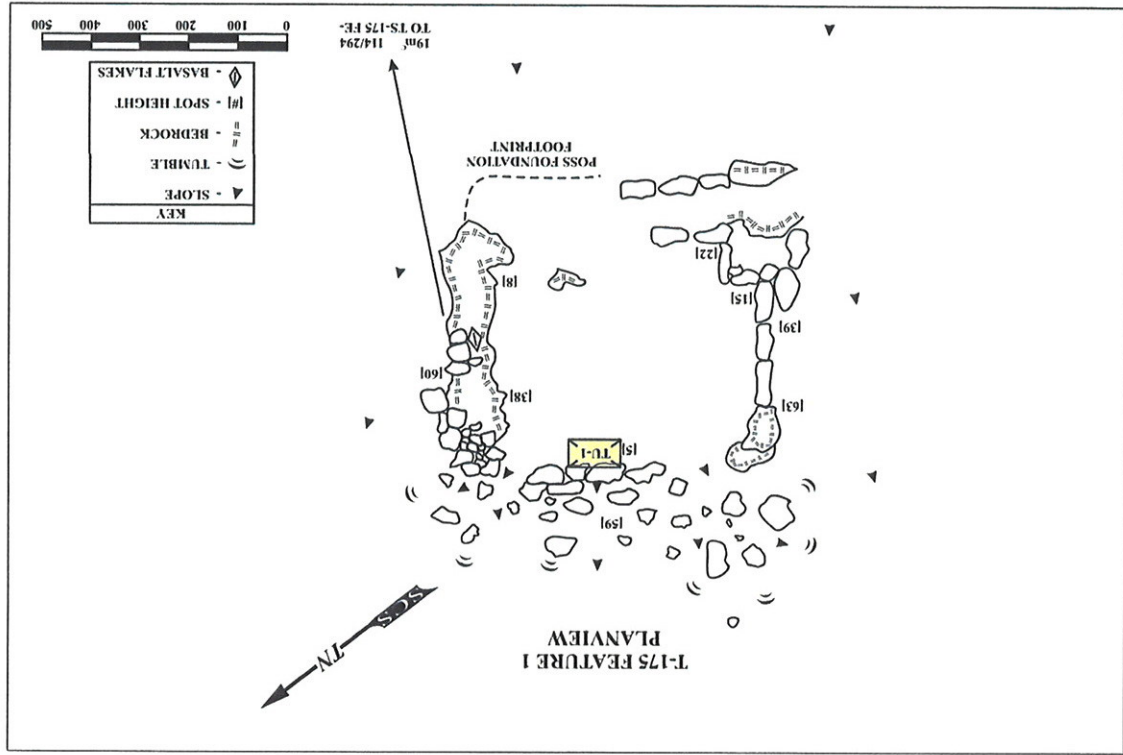 T-175 FEATURE 1
PLANVIEW
TN
SCS
[59]
[5]
TU-1
[63]
[38]
[60]
[39]
[15]
[8]
[22]
POSS FOUNDATION
FOOTPRINT
KEY
- SLOPE
- TUMBLE
- BEDROCK
[#] - SPOT HEIGHT
- BASALT FLAKES
19m 114/294
TO TS-175 FE-
0 100 200 300 400 500